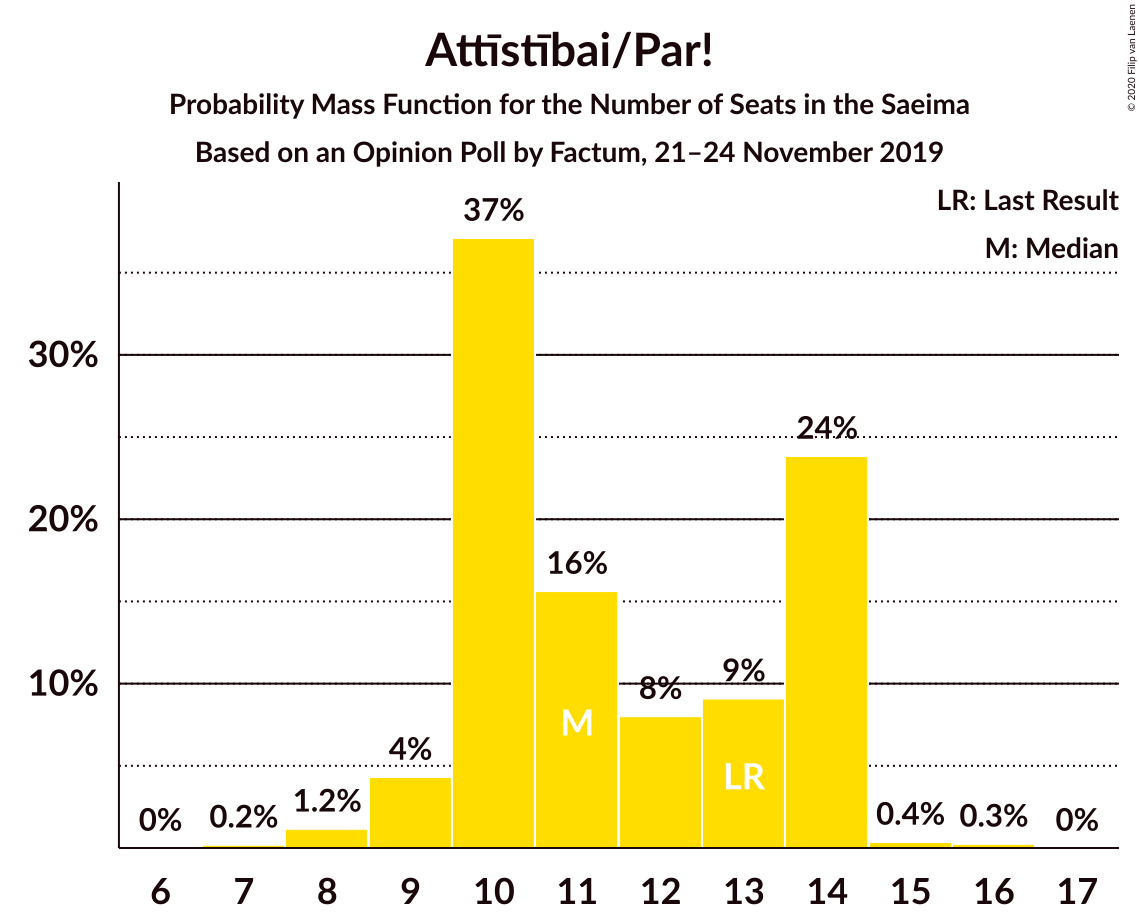 Attīstībai/Par!
Probability Mass Function for the Number of Seats in the Saeima
Based on an Opinion Poll by Factum, 21–24 November 2019
© 2020 Filip van Laenen
LR: Last Result
M: Median
37%
30%
24%
20%
16%
10%
9%
8%
M
4%
LR
1.2%
0.4%
0.3%
0.2%
0%
0%
6 7 8 9 10 11 12 13 14 15 16 17